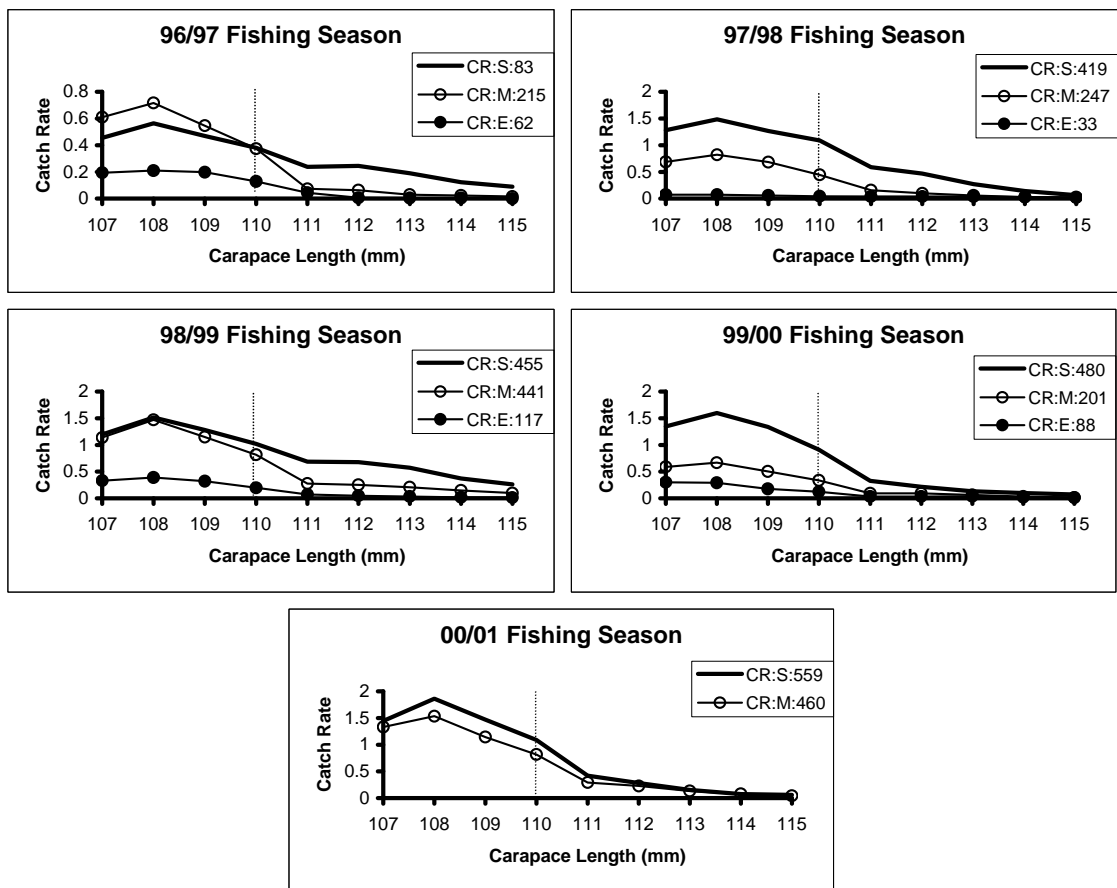 96/97 Fishing Season
CR:S:83
CR:M:215
CR:E:62
Catch Rate
0.8
0.6
0.4
0.2
0
107 108 109 110 111 112 113 114 115
Carapace Length (mm)
97/98 Fishing Season
CR:S:419
CR:M:247
CR:E:33
Catch Rate
2
1.5
1
0.5
0
107 108 109 110 111 112 113 114 115
Carapace Length (mm)
98/99 Fishing Season
CR:S:455
CR:M:441
CR:E:117
Catch Rate
2
1.5
1
0.5
0
107 108 109 110 111 112 113 114 115
Carapace Length (mm)
99/00 Fishing Season
CR:S:480
CR:M:201
CR:E:88
Catch Rate
2
1.5
1
0.5
0
107 108 109 110 111 112 113 114 115
Carapace Length (mm)
00/01 Fishing Season
CR:S:559
CR:M:460
Catch Rate
2
1.5
1
0.5
0
107 108 109 110 111 112 113 114 115
Carapace Length (mm)